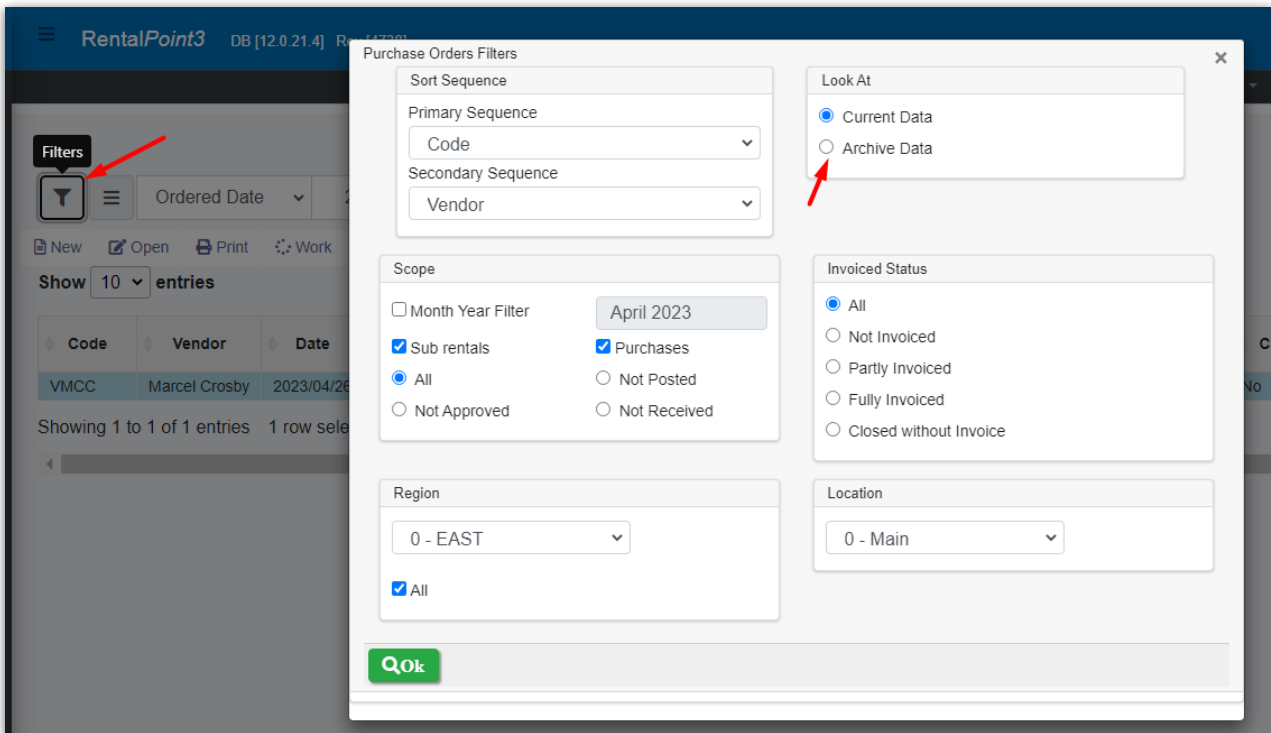 RentalPoint3 DB [12.0.21.4] Rev [4738]
Purchase Orders Filters ×
Sort Sequence
Primary Sequence
Code
Secondary Sequence
Vendor
Look At
Current Data
Archive Data
Filters
Ordered Date 2
New Open Print Work
Show 10 entries
Code Vendor Date C
VMCC Marcel Crosby 2023/04/26 No
Showing 1 to 1 of 1 entries 1 row sele
Scope
Month Year Filter April 2023
Sub rentals Purchases
All Not Posted
Not Approved Not Received
Invoiced Status
All
Not Invoiced
Partly Invoiced
Fully Invoiced
Closed without Invoice
Region
0 - EAST
All
Location
0 - Main
Ok